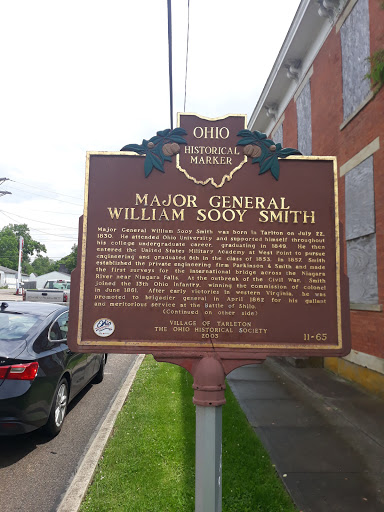 OHIO
HISTORICAL
MARKER
MAJOR GENERAL
WILLIAM SOOY SMITH
Major General William Sooy Smith was born in Tarlton on July 22,
1830. He attended Ohio University and supported himself throughout
his college undergraduate career, graduating in 1849. He then
entered the United States Military Academy at West Point to pursue
engineering and graduated 6th in the class of 1853. In 1857, Smith
established the private engineering firm Parkinson & Smith and made
the first surveys for the international bridge across the Niagara
River near Niagara Falls. At the outbreak of the Civil War, Smith
joined the 13th Ohio Infantry, winning the commission of colonel
in June 1861. After early victories in western Virginia, he was
promoted to brigadier general in April 1862 for his gallant
and meritorious service at the Battle of Shiloh.
(Continued on other side)
VILLAGE OF TARLETON
THE OHIO HISTORICAL SOCIETY
2003
11-65
Ohio